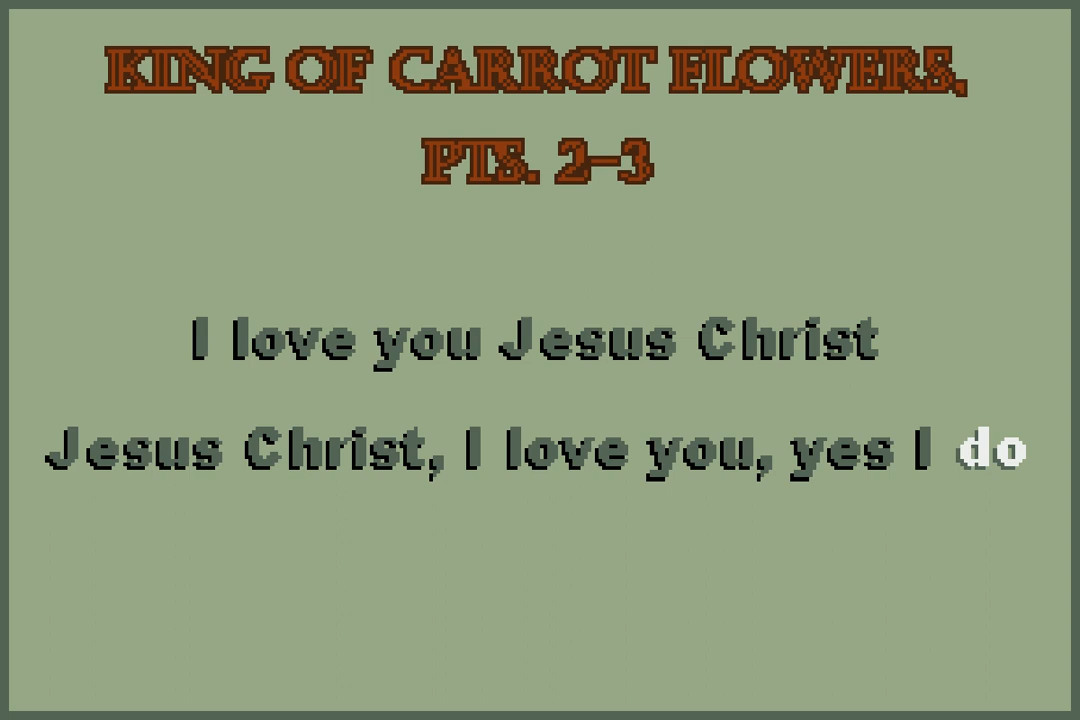 KING OF CARROT FLOWERS,
PTS. 2–3
I love you Jesus Christ
Jesus Christ, I love you, yes I do